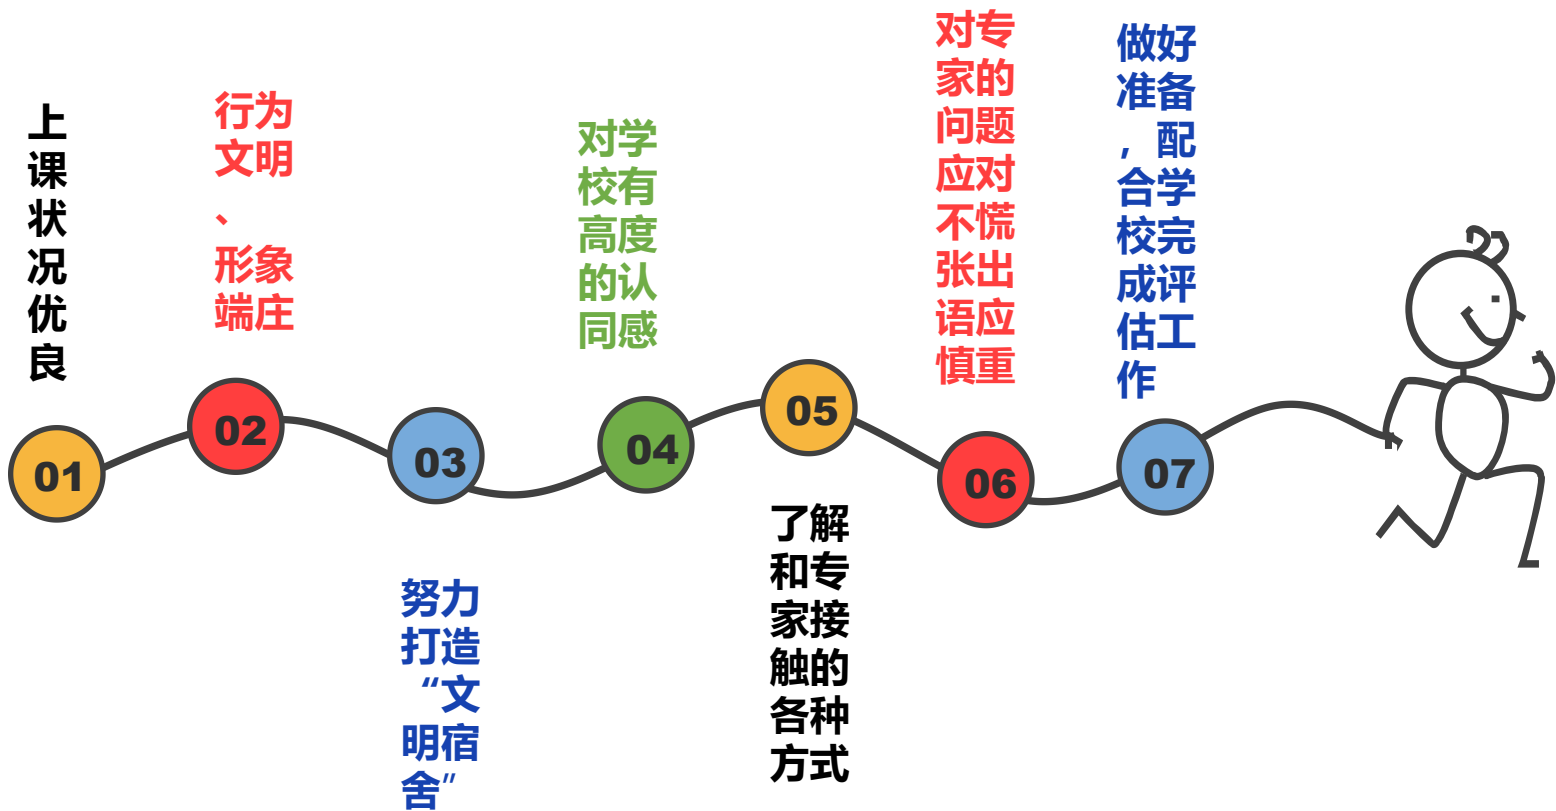 上
课
状
况
优
良
01
行为
文明
、
形象
端庄
02
03
努力
打造
“文
明宿
舍”
对学
校有
高度
的认
同感
04
05
了解
和专
家接
触的
各种
方式
对专
家的
问题
应对
不慌
张出
语应
慎重
06
做好
准备
，配
合学
校完
成评
估工
作
07